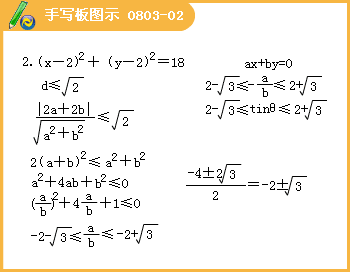 手写板图示 0803-02
2.(x－2)²＋(y－2)²＝18
d≤√2
|2a＋2b|/√(a²＋b²)≤√2
2(a＋b)²≤a²＋b²
a²＋4ab＋b²≤0
(a/b)²＋4a/b＋1≤0
-2-√3≤a/b≤-2+√3
ax+by=0
2-√3≤-a/b≤2+√3
2-√3≤tinθ≤2+√3
(-4±2√3)/2＝-2±√3